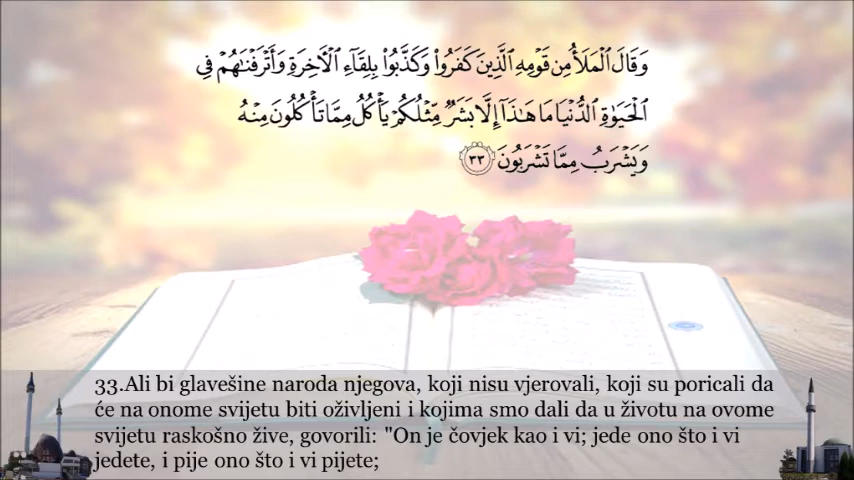 وَقَالَ ٱلْمَلَأُ مِن قَوْمِهِ ٱلَّذِينَ كَفَرُوا۟ وَكَذَّبُوا۟ بِلِقَآءِ ٱلْـَٔاخِرَةِ وَأَتْرَفْنَـٰهُمْ فِى
ٱلْحَيَوٰةِ ٱلدُّنْيَا مَا هَـٰذَآ إِلَّا بَشَرٌ مِّثْلُكُمْ يَأْكُلُ مِمَّا تَأْكُلُونَ مِنْهُ
وَيَشْرَبُ مِمَّا تَشْرَبُونَ ٣٣
33.Ali bi glavešine naroda njegova, koji nisu vjerovali, koji su poricali da
će na onome svijetu biti oživljeni i kojima smo dali da u životu na ovome
svijetu raskošno žive, govorili: "On je čovjek kao i vi; jede ono što i vi
jedete, i pije ono što i vi pijete;